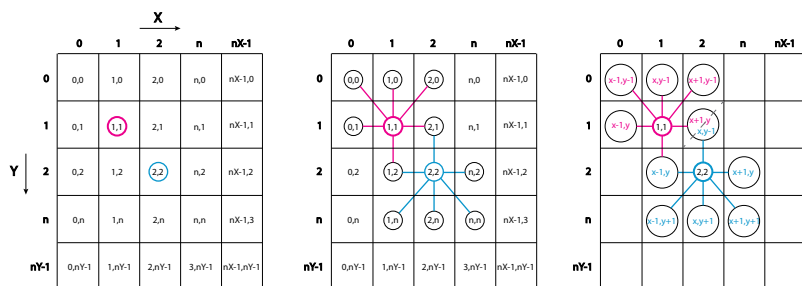 X
0 1 2 n nX-1
0 0,0 1,0 2,0 n,0 nX-1,0
1 0,1 1,1 2,1 n,1 nX-1,1
Y
2 0,2 1,2 2,2 n,2 nX-1,2
n 0,n 1,n 2,n n,n nX-1,3
nY-1 0,nY-1 1,nY-1 2,nY-1 3,nY-1 nX-1,nY-1
0 1 2 n nX-1
0 0,0 1,0 2,0 n,0 nX-1,0
1 0,1 1,1 2,1 n,1 nX-1,1
2 0,2 1,2 2,2 n,2 nX-1,2
n 0,n 1,n 2,n n,n nX-1,3
nY-1 0,nY-1 1,nY-1 2,nY-1 3,nY-1 nX-1,nY-1
0 1 2 n nX-1
0 x-1,y-1 x,y-1 x+1,y-1
1 x-1,y 1,1 x+1,y
x,y-1
2 x-1,y 2,2 x+1,y
n x-1,y+1 x,y+1 x+1,y+1
nY-1